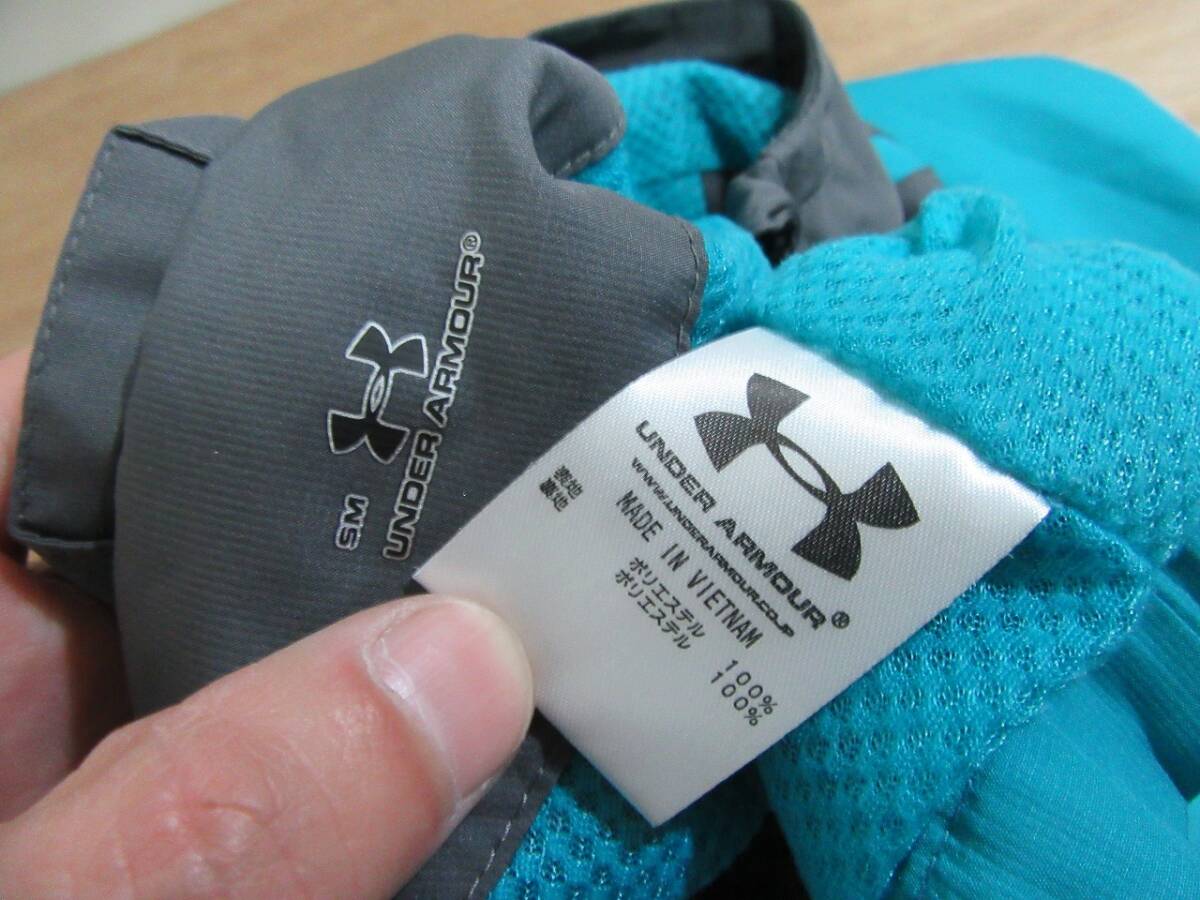 UNDER ARMOUR®
SM
UNDER ARMOUR®
WWW.UNDERARMOUR.CO.JP
MADE IN VIETNAM
表地 ポリエステル 100%
裏地 ポリエステル 100%